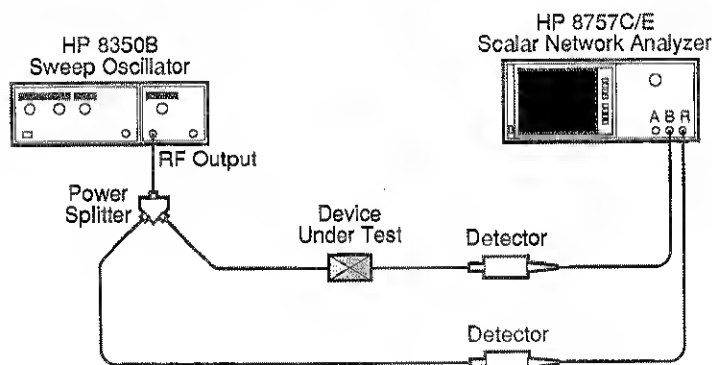 HP 8350B
Sweep Oscillator
HP 8757C/E
Scalar Network Analyzer
A B R
RF Output
Power
Splitter
Device
Under Test
Detector
Detector